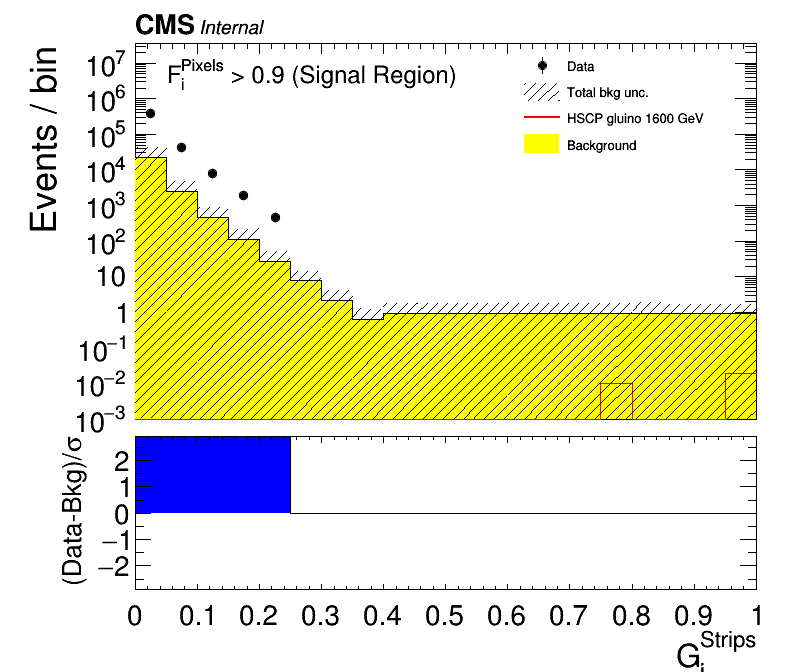 CMS Internal
Events / bin
F_i^Pixels > 0.9 (Signal Region)
Data
Total bkg unc.
HSCP gluino 1600 GeV
Background
10^7
10^6
10^5
10^4
10^3
10^2
10
1
10^−1
10^−2
10^−3
(Data-Bkg)/σ
2
1
0
−1
−2
0 0.1 0.2 0.3 0.4 0.5 0.6 0.7 0.8 0.9 1
G_i^Strips